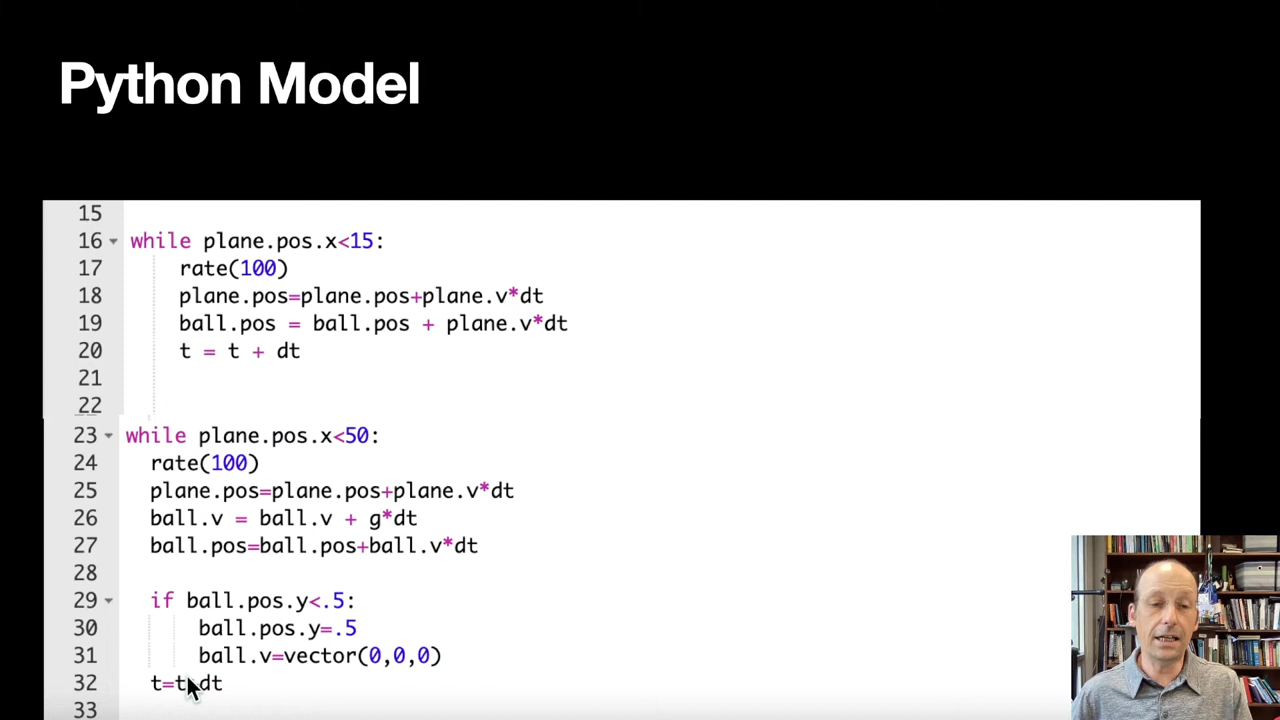 Python Model
15
16 while plane.pos.x<15:
17 rate(100)
18 plane.pos=plane.pos+plane.v*dt
19 ball.pos = ball.pos + plane.v*dt
20 t = t + dt
21
22
23 while plane.pos.x<50:
24 rate(100)
25 plane.pos=plane.pos+plane.v*dt
26 ball.v = ball.v + g*dt
27 ball.pos=ball.pos+ball.v*dt
28
29 if ball.pos.y<.5:
30 ball.pos.y=.5
31 ball.v=vector(0,0,0)
32 t=t dt
33